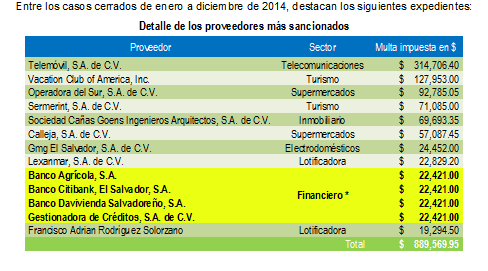 Entre los casos cerrados de enero a diciembre de 2014, destacan los siguientes expedientes:
Detalle de los proveedores más sancionados
Proveedor Sector Multa impuesta en $
Telemóvil, S.A. de C.V. Telecomunicaciones $ 314,706.40
Vacation Club of America, Inc. Turismo $ 127,953.00
Operadora del Sur, S.A. de C.V. Supermercados $ 92,785.05
Sermerint, S.A. de C.V. Turismo $ 71,085.00
Sociedad Cañas Goens Ingenieros Arquitectos, S.A. de C.V. Inmobiliario $ 69,693.35
Calleja, S.A. de C.V. Supermercados $ 57,087.45
Gmg El Salvador, S.A. de C.V. Electrodomésticos $ 24,452.00
Lexanmar, S.A. de C.V. Lotificadora $ 22,829.20
Banco Agrícola, S.A. $ 22,421.00
Banco Citibank, El Salvador, S.A. $ 22,421.00
Financiero *
Banco Davivienda Salvadoreño, S.A. $ 22,421.00
Gestionadora de Créditos, S.A. de C.V. $ 22,421.00
Francisco Adrian Rodríguez Solorzano Lotificadora $ 19,294.50
Total $ 889,569.95